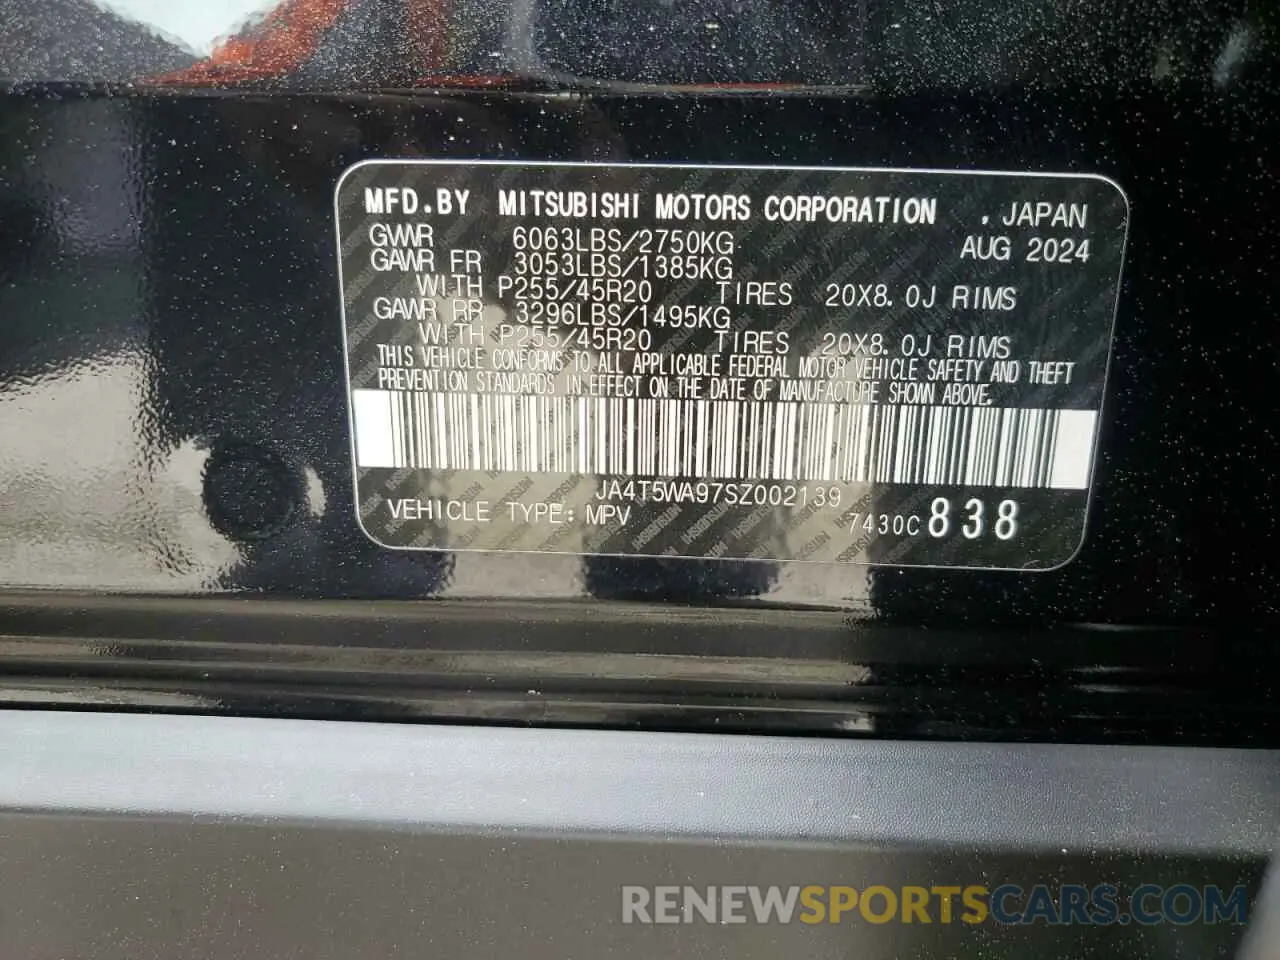 MFD.BY MITSUBISHI MOTORS CORPORATION , JAPAN
GVWR 6063LBS/2750KG AUG 2024
GAWR FR 3053LBS/1385KG
WITH P255/45R20 TIRES 20X8.0J RIMS
GAWR RR 3296LBS/1495KG
WITH P255/45R20 TIRES 20X8.0J RIMS
THIS VEHICLE CONFORMS TO ALL APPLICABLE FEDERAL MOTOR VEHICLE SAFETY AND THEFT
PREVENTION STANDARDS IN EFFECT ON THE DATE OF MANUFACTURE SHOWN ABOVE.
JA4T5WA97SZ002139
VEHICLE TYPE: MPV 7430C 838
RENEWSPORTSCARS.COM